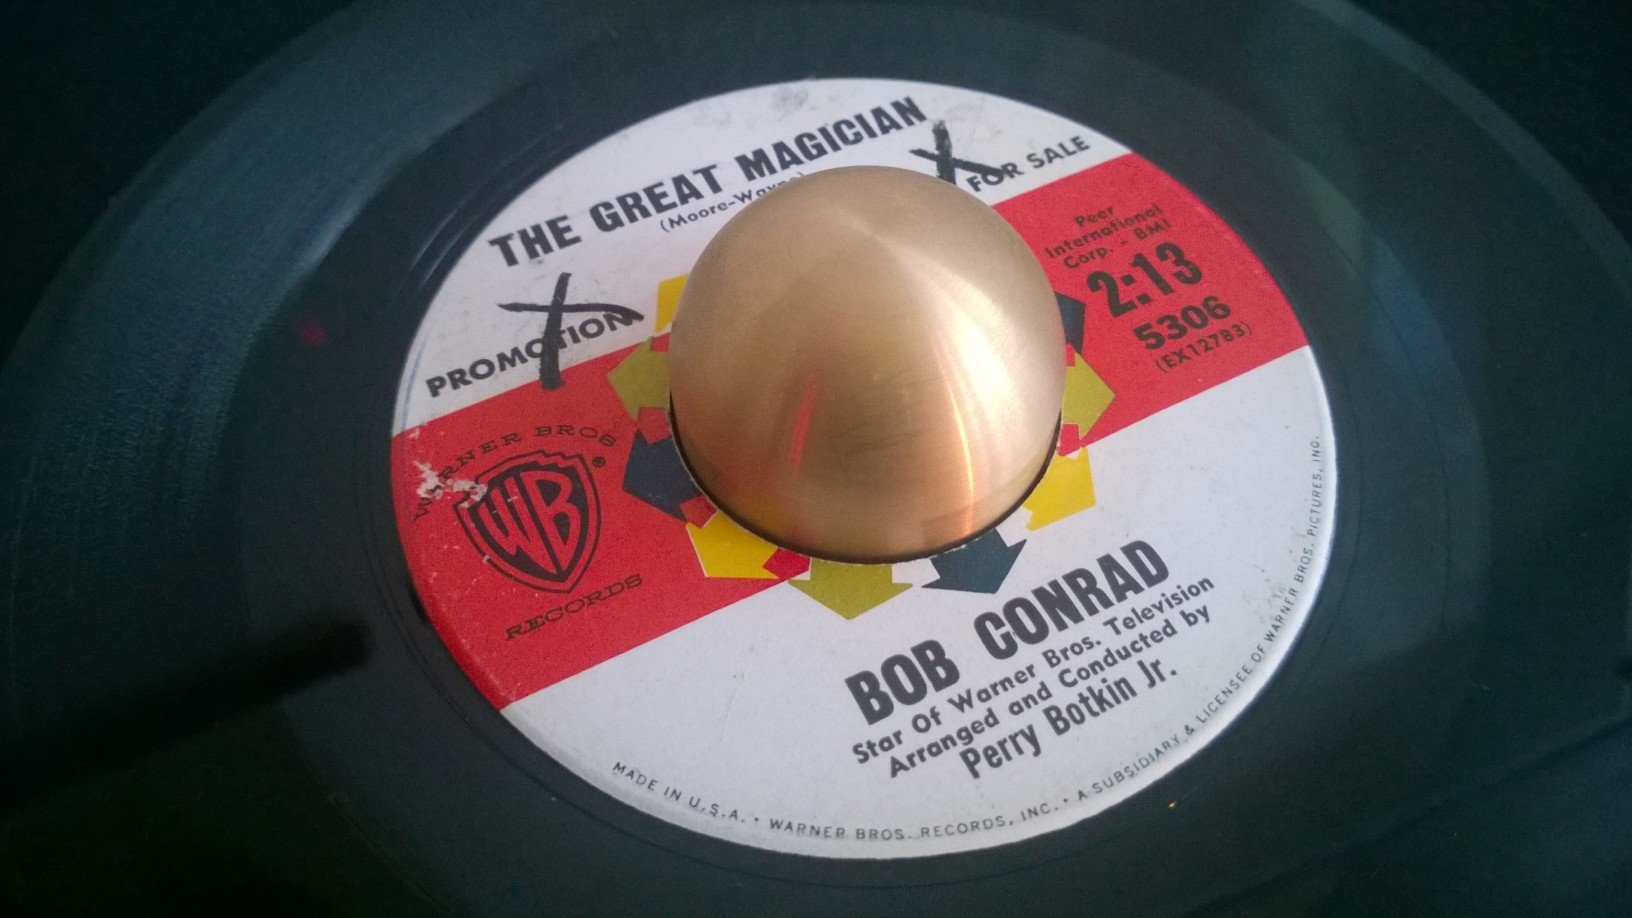 THE GREAT MAGICIAN
(Moore-Wayne)
PROMOTION
FOR SALE
Peer
International
Corp. - BMI
2:13
5306
(EX12783)
WARNER BROS
WB
®
RECORDS
BOB CONRAD
Star Of Warner Bros. Television
Arranged and Conducted by
Perry Botkin Jr.
MADE IN U.S.A. • WARNER BROS. RECORDS, INC. • A SUBSIDIARY & LICENSEE OF WARNER BROS. PICTURES, INC.